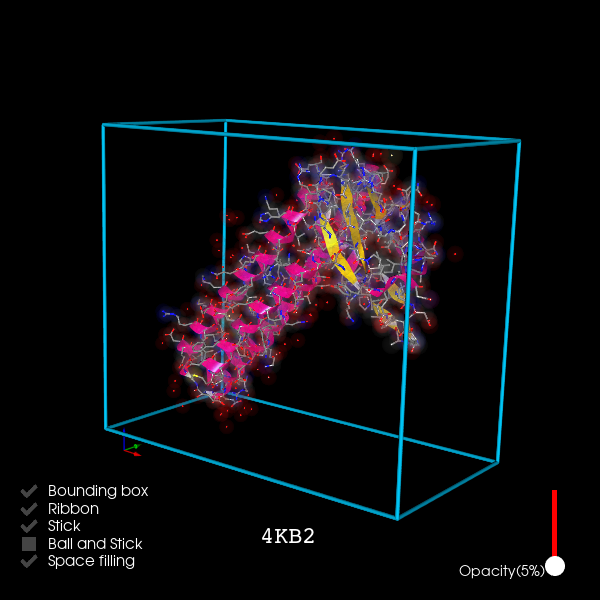 Bounding box
Ribbon
Stick
Ball and Stick
Space filling
4KB2
Opacity(5%)